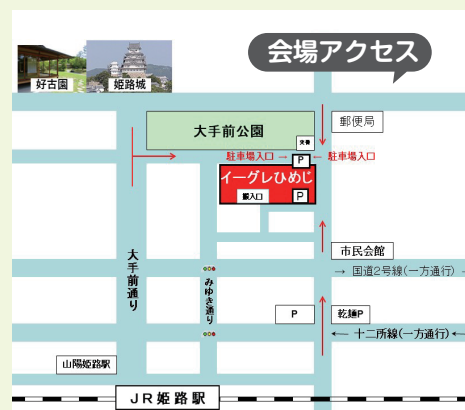 会場アクセス
好古園
姫路城
大手前公園
交番
郵便局
駐車場入口 →
P
← 駐車場入口
イーグレひめじ
搬入口
P
市民会館
→ 国道2号線(一方通行) →
大手前通り
みゆき通り
P
乾麺P
← 十二所線(一方通行) ←
山陽姫路駅
JR姫路駅